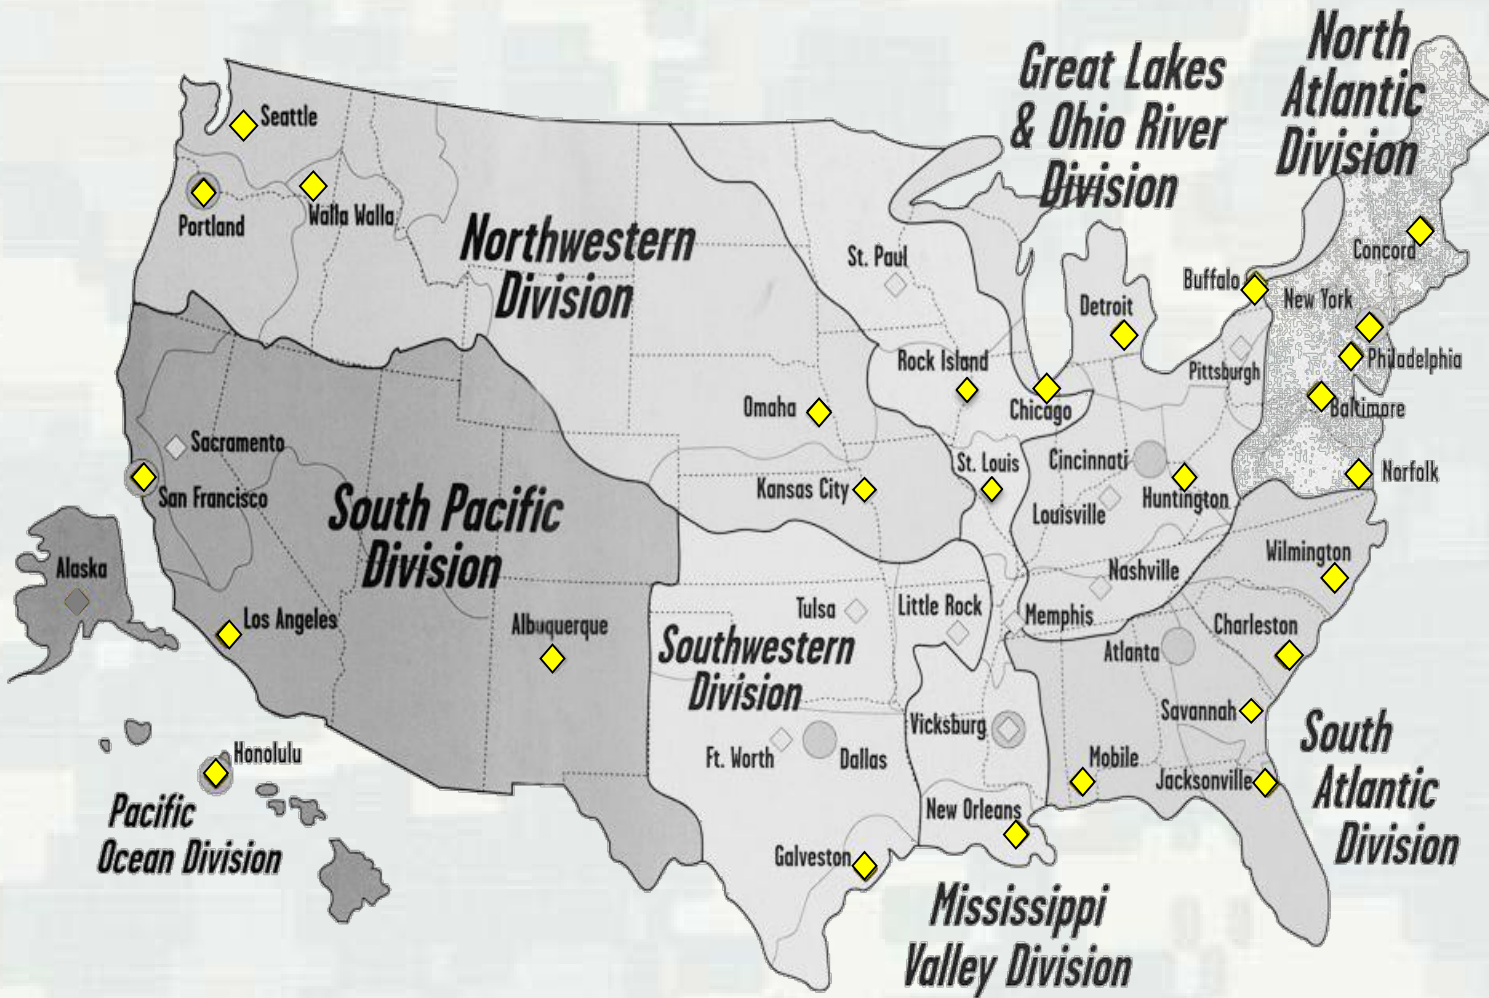 North
Atlantic
Division
Great Lakes
& Ohio River
Division
Seattle
Portland
Walla Walla
Northwestern
Division
St. Paul
Concord
Buffalo
New York
Detroit
Rock Island
Pittsburgh
Philadelphia
Omaha
Chicago
Baltimore
Sacramento
San Francisco
St. Louis
Cincinnati
Norfolk
Kansas City
Huntington
Louisville
South Pacific
Division
Wilmington
Alaska
Nashville
Tulsa
Little Rock
Memphis
Los Angeles
Albuquerque
Charleston
Atlanta
Southwestern
Division
Savannah
Vicksburg
South
Atlantic
Division
Honolulu
Ft. Worth
Dallas
Mobile
Jacksonville
Pacific
Ocean Division
New Orleans
Galveston
Mississippi
Valley Division